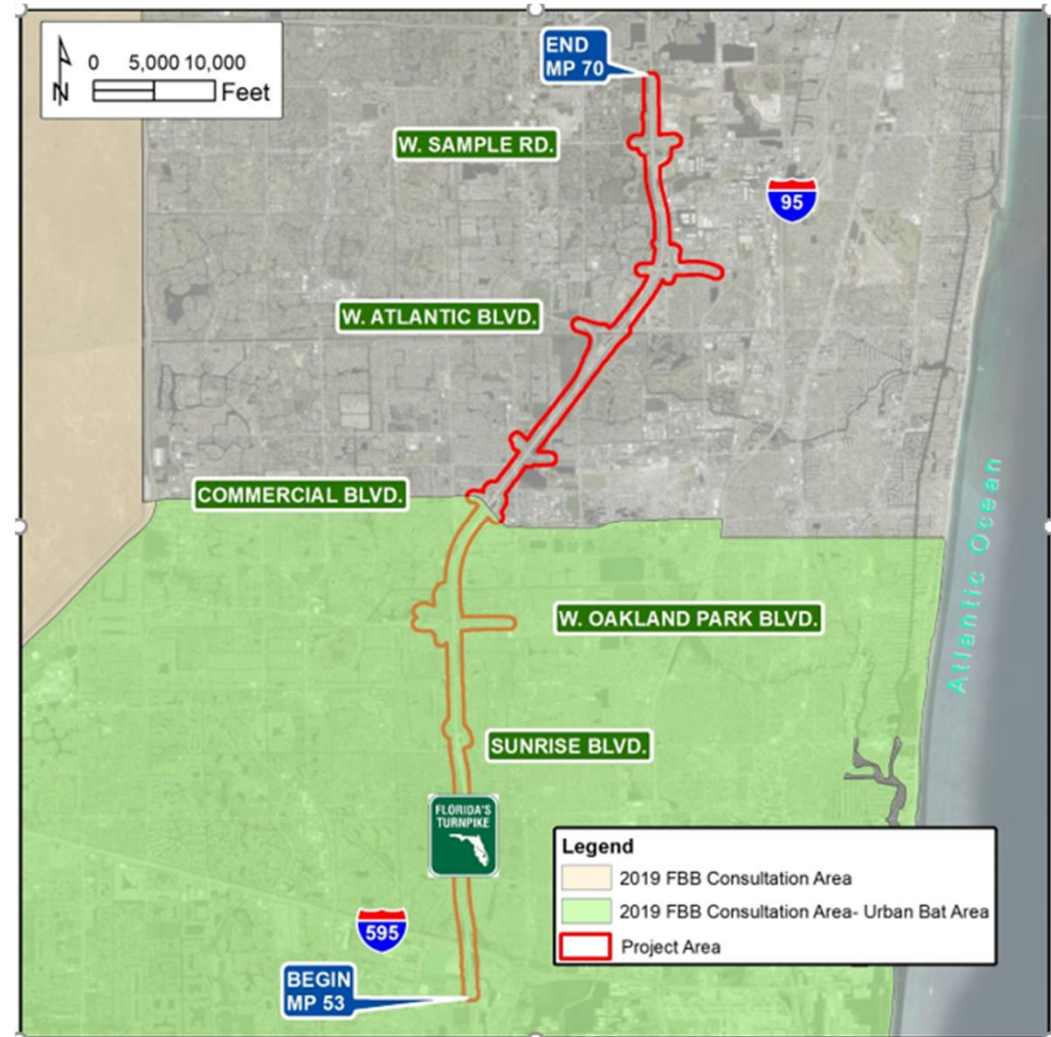 0 5,000 10,000
N Feet
END
MP 70
W. SAMPLE RD.
95
W. ATLANTIC BLVD.
COMMERCIAL BLVD.
Atlantic Ocean
W. OAKLAND PARK BLVD.
SUNRISE BLVD.
FLORIDA'S
TURNPIKE
595
BEGIN
MP 53
Legend
2019 FBB Consultation Area
2019 FBB Consultation Area- Urban Bat Area
Project Area